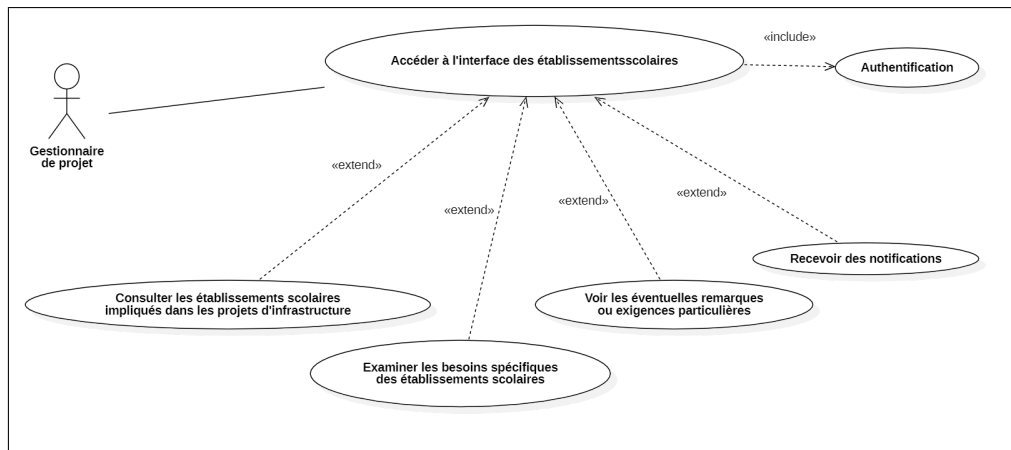 «include»
Accéder à l'interface des établissementsscolaires
Authentification
Gestionnaire
de projet
«extend»
«extend»
«extend»
«extend»
Recevoir des notifications
Consulter les établissements scolaires
impliqués dans les projets d'infrastructure
Voir les éventuelles remarques
ou exigences particulières
Examiner les besoins spécifiques
des établissements scolaires